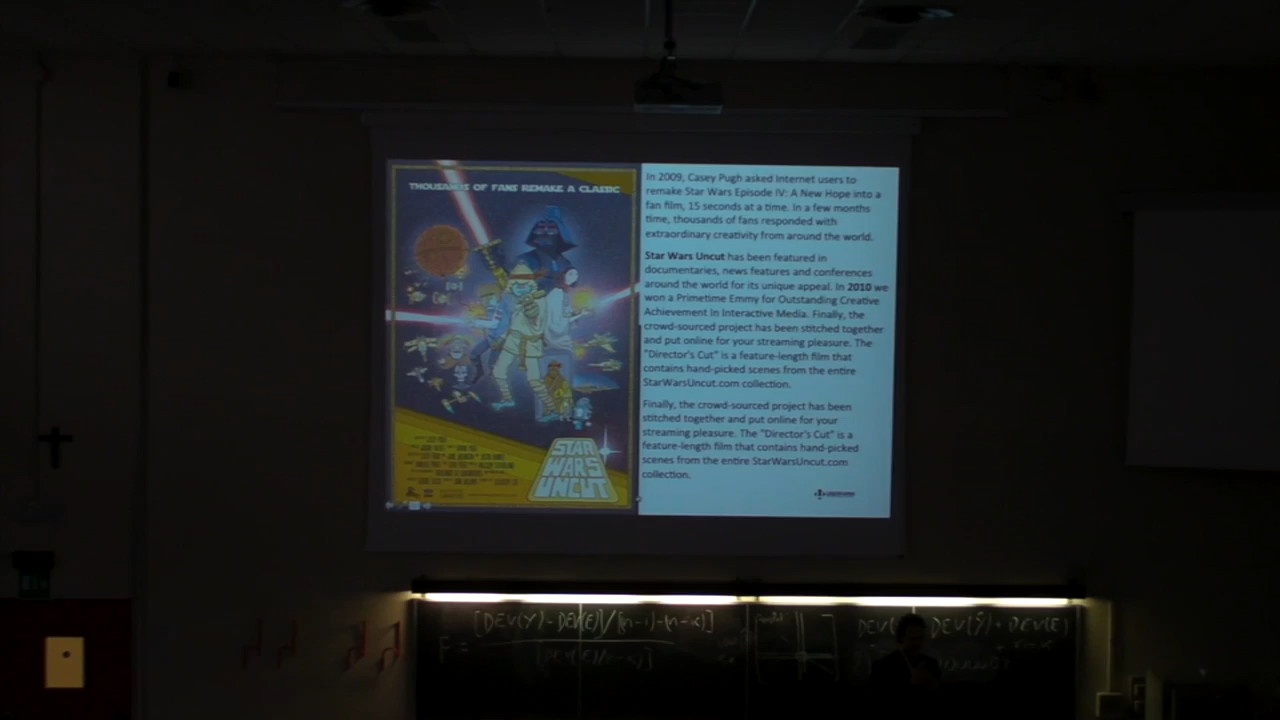 THOUSANDS OF FANS REMAKE A CLASSIC
STAR
WARS
UNCUT
In 2009, Casey Pugh asked Internet users to
remake Star Wars Episode IV: A New Hope into a
fan film, 15 seconds at a time. In a few months
time, thousands of fans responded with
extraordinary creativity from around the world.
Star Wars Uncut has been featured in
documentaries, news features and conferences
around the world for its unique appeal. In 2010 we
won a Primetime Emmy for Outstanding Creative
Achievement In Interactive Media. Finally, the
crowd-sourced project has been stitched together
and put online for your streaming pleasure. The
"Director's Cut" is a feature-length film that
contains hand-picked scenes from the entire
StarWarsUncut.com collection.
Finally, the crowd-sourced project has been
stitched together and put online for your
streaming pleasure. The "Director's Cut" is a
feature-length film that contains hand-picked
scenes from the entire StarWarsUncut.com
collection.
[DEV(Y) - DEV(E)]/[(n-1)-(n-k)]
F =
DEV(Ŷ) + DEV(E)